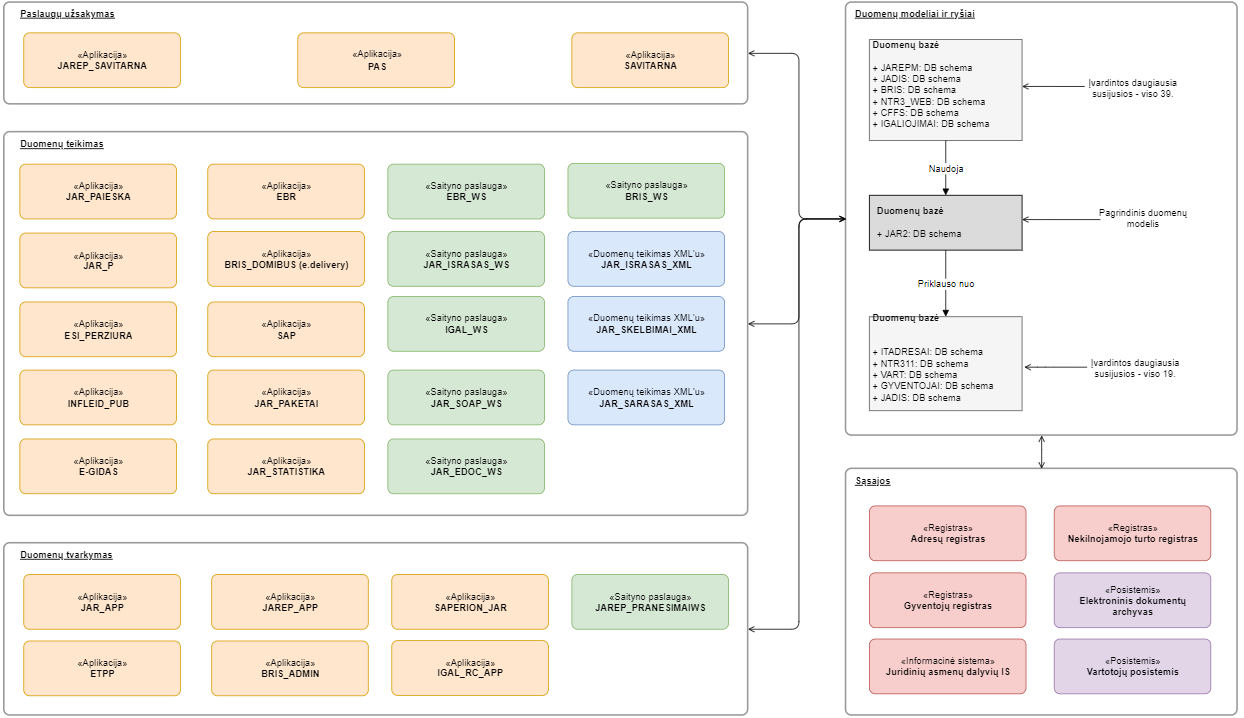 Paslaugų užsakymas
«Aplikacija»
JAREP_SAVITARNA
«Aplikacija»
PAS
«Aplikacija»
SAVITARNA
Duomenų teikimas
«Aplikacija»
JAR_PAIESKA
«Aplikacija»
EBR
«Saityno paslauga»
EBR_WS
«Saityno paslauga»
BRIS_WS
«Aplikacija»
JAR_P
«Aplikacija»
BRIS_DOMIBUS (e.delivery)
«Saityno paslauga»
JAR_ISRASAS_WS
«Duomenų teikimas XML'u»
JAR_ISRASAS_XML
«Aplikacija»
ESI_PERZIURA
«Aplikacija»
SAP
«Saityno paslauga»
IGAL_WS
«Duomenų teikimas XML'u»
JAR_SKELBIMAI_XML
«Aplikacija»
INFLEID_PUB
«Aplikacija»
JAR_PAKETAI
«Saityno paslauga»
JAR_SOAP_WS
«Duomenų teikimas XML'u»
JAR_SARASAS_XML
«Aplikacija»
E-GIDAS
«Aplikacija»
JAR_STATISTIKA
«Saityno paslauga»
JAR_EDOC_WS
Duomenų tvarkymas
«Aplikacija»
JAR_APP
«Aplikacija»
JAREP_APP
«Aplikacija»
SAPERION_JAR
«Saityno paslauga»
JAREP_PRANESIMAIWS
«Aplikacija»
ETPP
«Aplikacija»
BRIS_ADMIN
«Aplikacija»
IGAL_RC_APP
Duomenų modeliai ir ryšiai
Duomenų bazė
+ JAREPM: DB schema
+ JADIS: DB schema
+ BRIS: DB schema
+ NTR3_WEB: DB schema
+ CFFS: DB schema
+ IGALIOJIMAI: DB schema
Įvardintos daugiausia
susijusios - viso 39.
Naudoja
Duomenų bazė
+ JAR2: DB schema
Pagrindinis duomenų
modelis
Priklauso nuo
Duomenų bazė
+ ITADRESAI: DB schema
+ NTR311: DB schema
+ VART: DB schema
+ GYVENTOJAI: DB schema
+ JADIS: DB schema
Įvardintos daugiausia
susijusios - viso 19.
Sąsajos
«Registras»
Adresų registras
«Registras»
Nekilnojamojo turto registras
«Registras»
Gyventojų registras
«Posistemis»
Elektroninis dokumentų
archyvas
«Informacinė sistema»
Juridinių asmenų dalyvių IS
«Posistemis»
Vartotojų posistemis